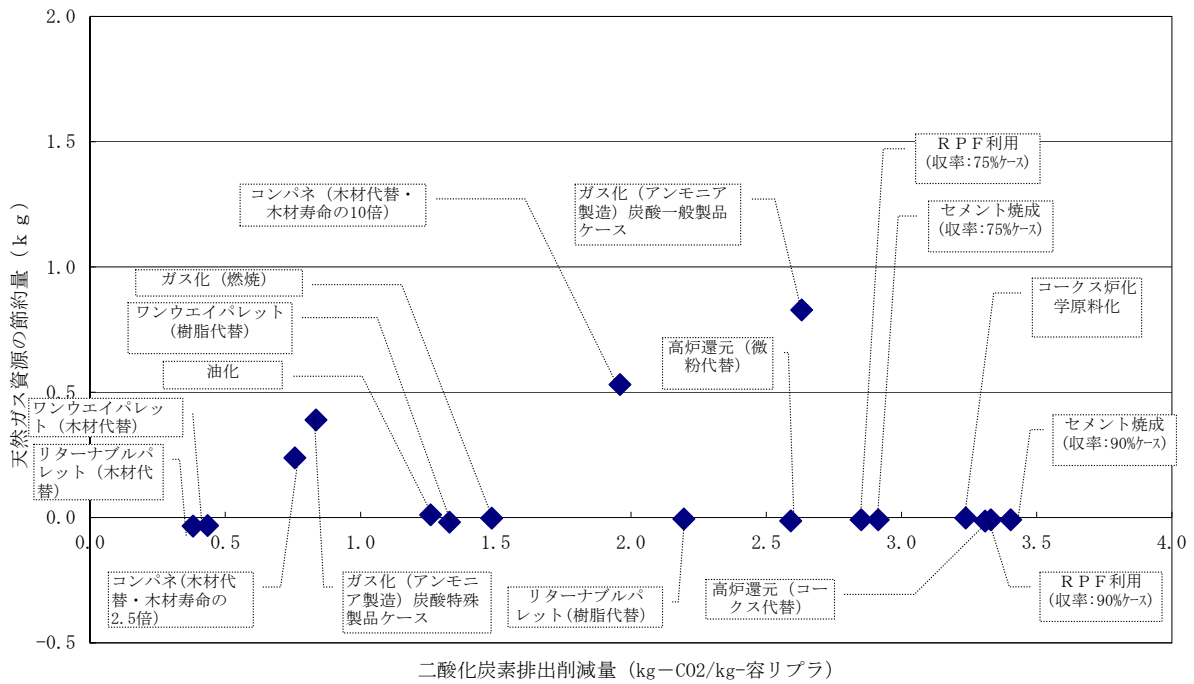 2.0
1.5
1.0
0.5
0.0
-0.5
天然ガス資源の節約量（ｋｇ）
ＲＰＦ利用
(収率:75%ｹｰｽ)
コンパネ（木材代替・
木材寿命の10倍）
ガス化（アンモニア
製造）炭酸一般製品
ケース
セメント焼成
(収率:75%ｹｰｽ)
ガス化（燃焼）
コークス炉化
学原料化
ワンウエイパレット
(樹脂代替）
高炉還元（微
粉代替）
油化
ワンウエイパレッ
ト（木材代替）
セメント焼成
(収率:90%ｹｰｽ)
リターナブルパ
レット（木材代
替）
0.0 0.5 1.0 1.5 2.0 2.5 3.0 3.5 4.0
コンパネ(木材代
替・木材寿命の
2.5倍）
ガス化（アンモニ
ア製造）炭酸特殊
製品ケース
リターナブルパ
レット(樹脂代替）
高炉還元（コー
クス代替）
ＲＰＦ利用
(収率:90%ｹｰｽ)
二酸化炭素排出削減量（kg－CO2/kg-容リプラ）